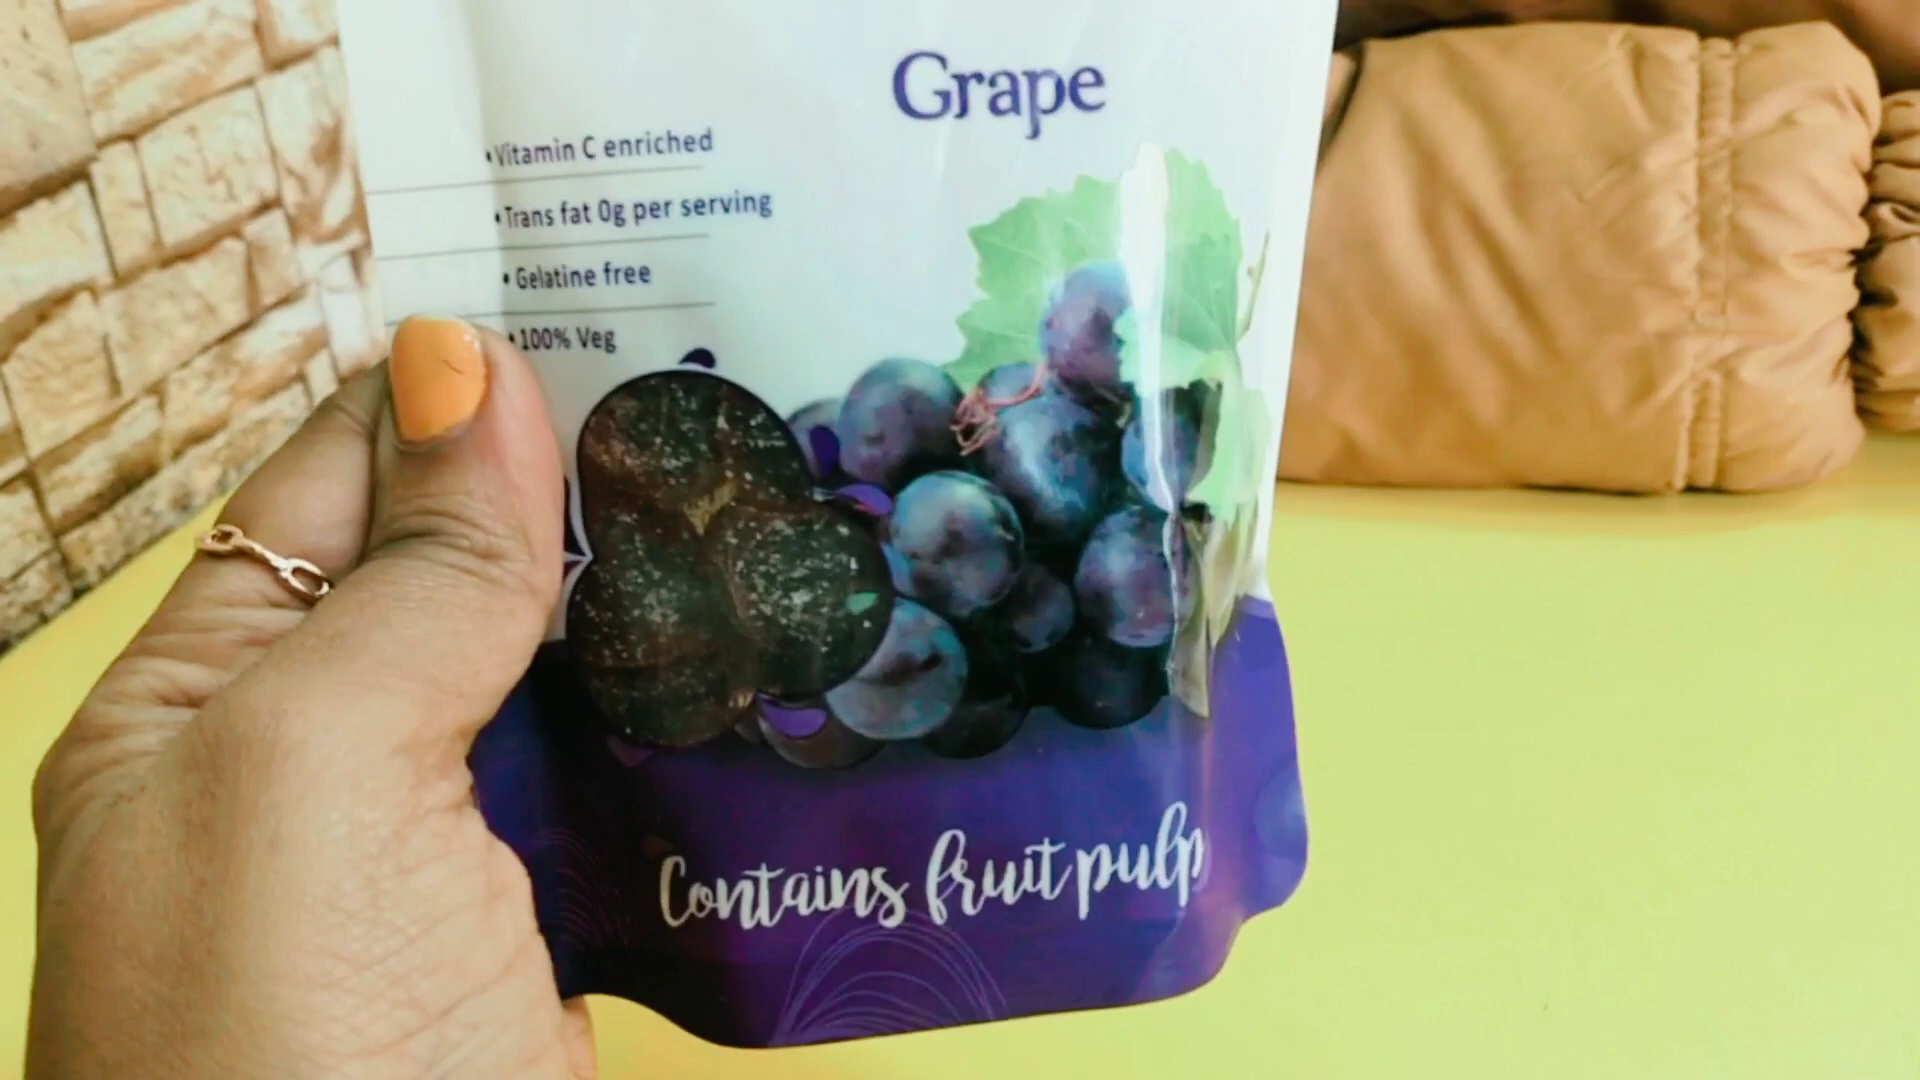 Grape
•Vitamin C enriched
•Trans fat 0g per serving
•Gelatine free
•100% Veg
Contains fruit pulp